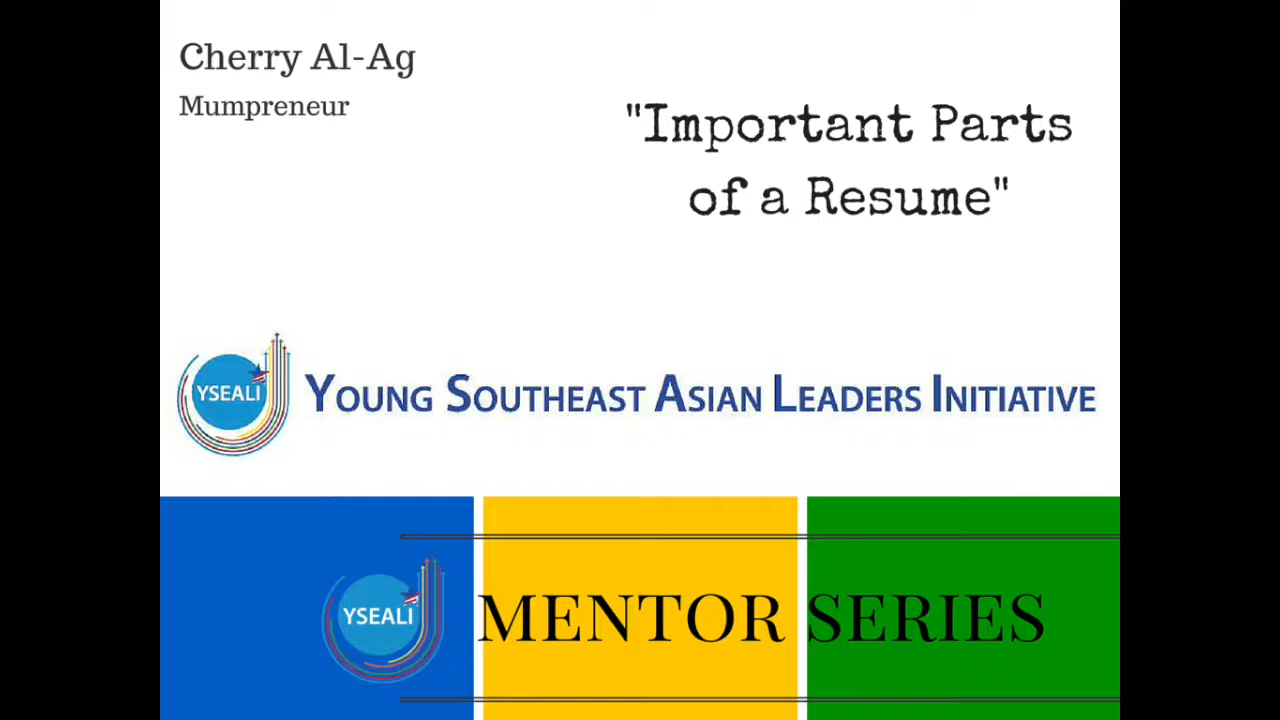 Cherry Al-Ag
Mumpreneur
"Important Parts
of a Resume"
YSEALI
YOUNG SOUTHEAST ASIAN LEADERS INITIATIVE
YSEALI
MENTOR SERIES